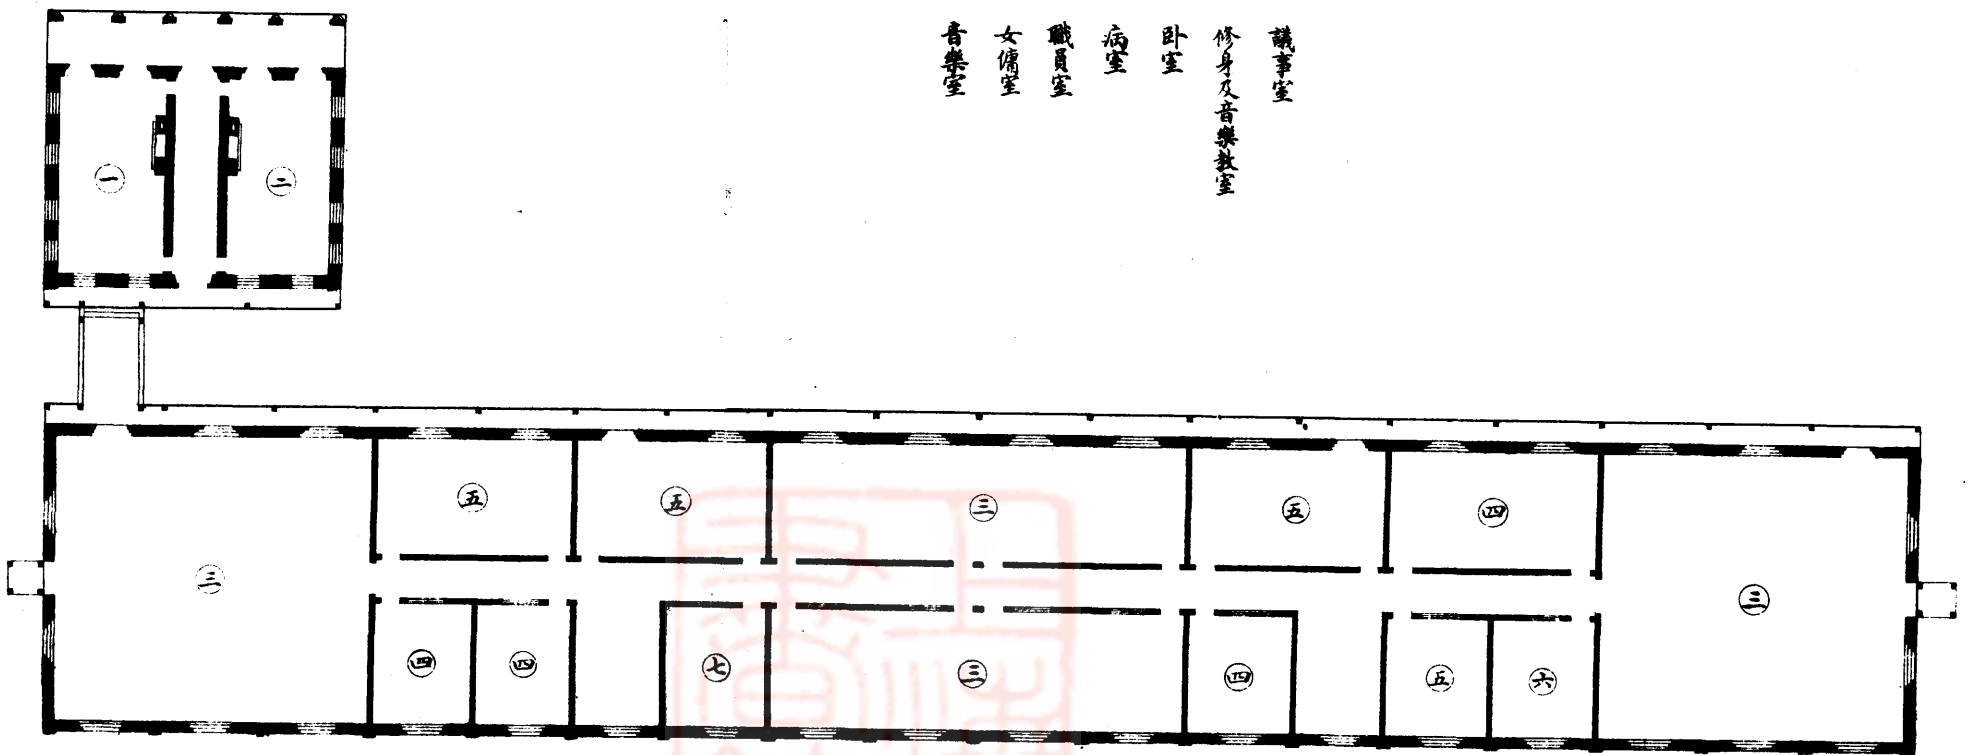 議事室
修身及音樂教室
臥室
病室
職員室
女傭室
音樂室
一
二
五
五
三
五
四
三
三
四
四
七
三
四
五
六